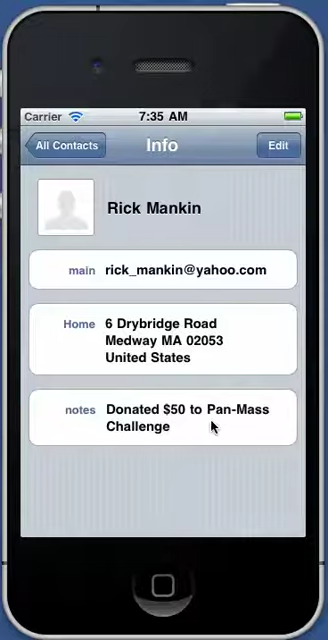 Carrier 7:35 AM
All Contacts Info Edit
Rick Mankin
main rick_mankin@yahoo.com
Home 6 Drybridge Road
Medway MA 02053
United States
notes Donated $50 to Pan-Mass
Challenge